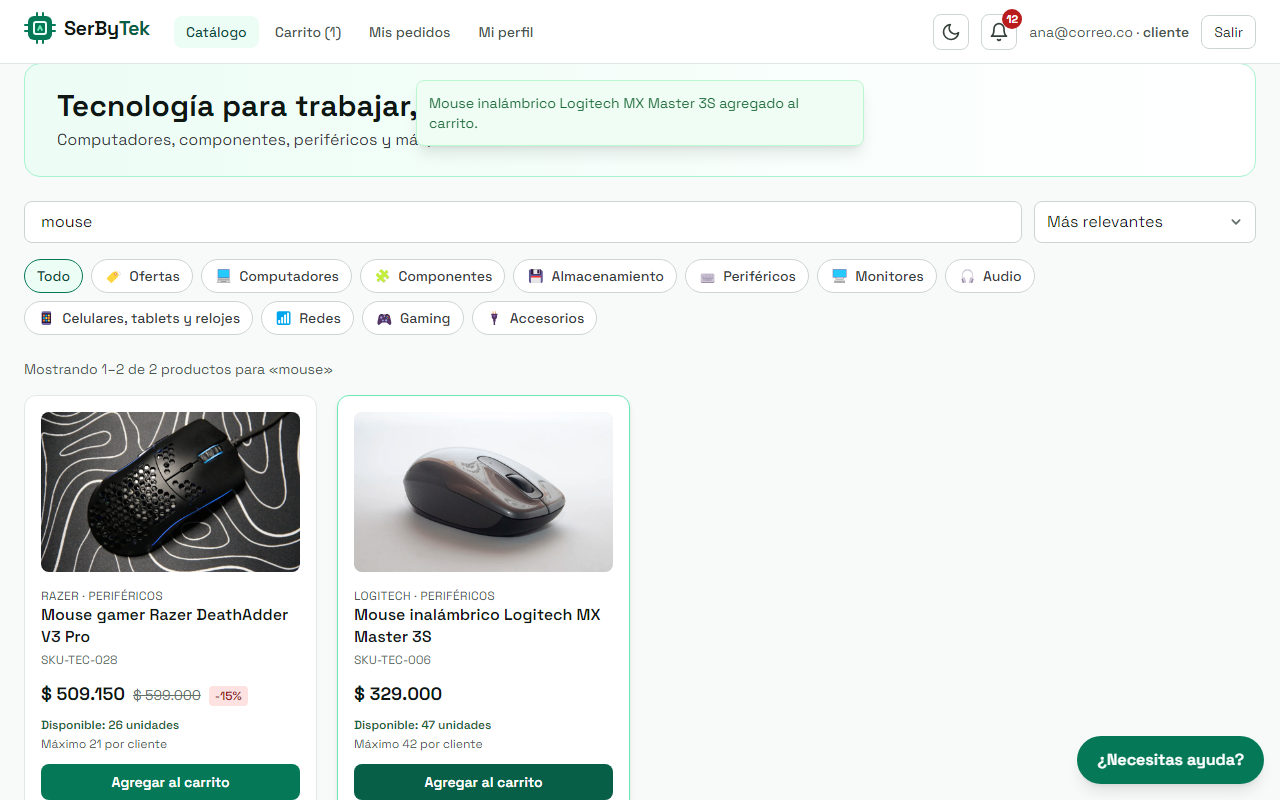 SerByTek
Catálogo
Carrito (1)
Mis pedidos
Mi perfil
12
ana@correo.co · cliente
Salir
Tecnología para trabajar,
Computadores, componentes, periféricos y
Mouse inalámbrico Logitech MX Master 3S agregado al
carrito.
mouse
Más relevantes
Todo
Ofertas
Computadores
Componentes
Almacenamiento
Periféricos
Monitores
Audio
Celulares, tablets y relojes
Redes
Gaming
Accesorios
Mostrando 1–2 de 2 productos para «mouse»
RAZER · PERIFÉRICOS
Mouse gamer Razer DeathAdder
V3 Pro
SKU-TEC-028
$ 509.150 $ 599.000 -15%
Disponible: 26 unidades
Máximo 21 por cliente
Agregar al carrito
LOGITECH · PERIFÉRICOS
Mouse inalámbrico Logitech MX
Master 3S
SKU-TEC-006
$ 329.000
Disponible: 47 unidades
Máximo 42 por cliente
Agregar al carrito
¿Necesitas ayuda?